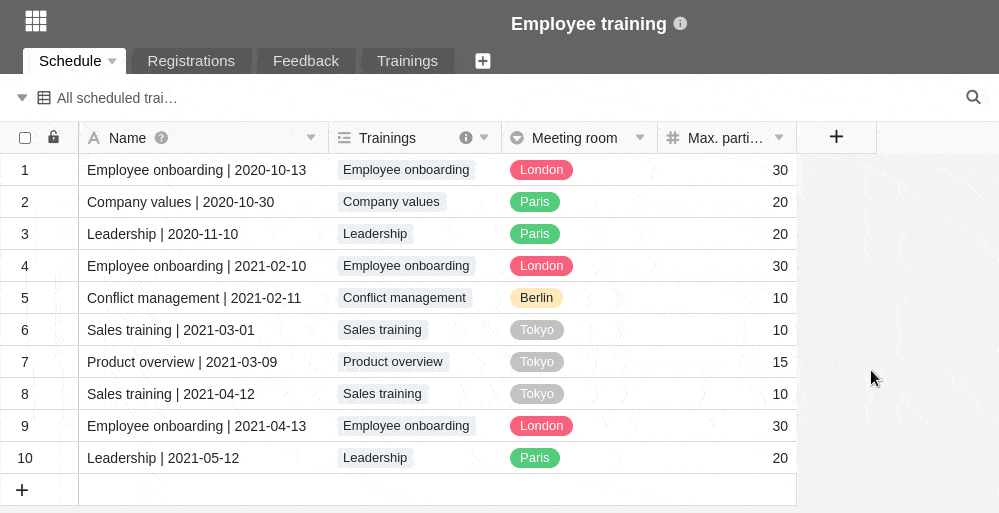 Employee training
Schedule Registrations Feedback Trainings
All scheduled trai…
Name Trainings Meeting room Max. parti…
1 Employee onboarding | 2020-10-13 Employee onboarding London 30
2 Company values | 2020-10-30 Company values Paris 20
3 Leadership | 2020-11-10 Leadership Paris 20
4 Employee onboarding | 2021-02-10 Employee onboarding London 30
5 Conflict management | 2021-02-11 Conflict management Berlin 10
6 Sales training | 2021-03-01 Sales training Tokyo 10
7 Product overview | 2021-03-09 Product overview Tokyo 15
8 Sales training | 2021-04-12 Sales training Tokyo 10
9 Employee onboarding | 2021-04-13 Employee onboarding London 30
10 Leadership | 2021-05-12 Leadership Paris 20